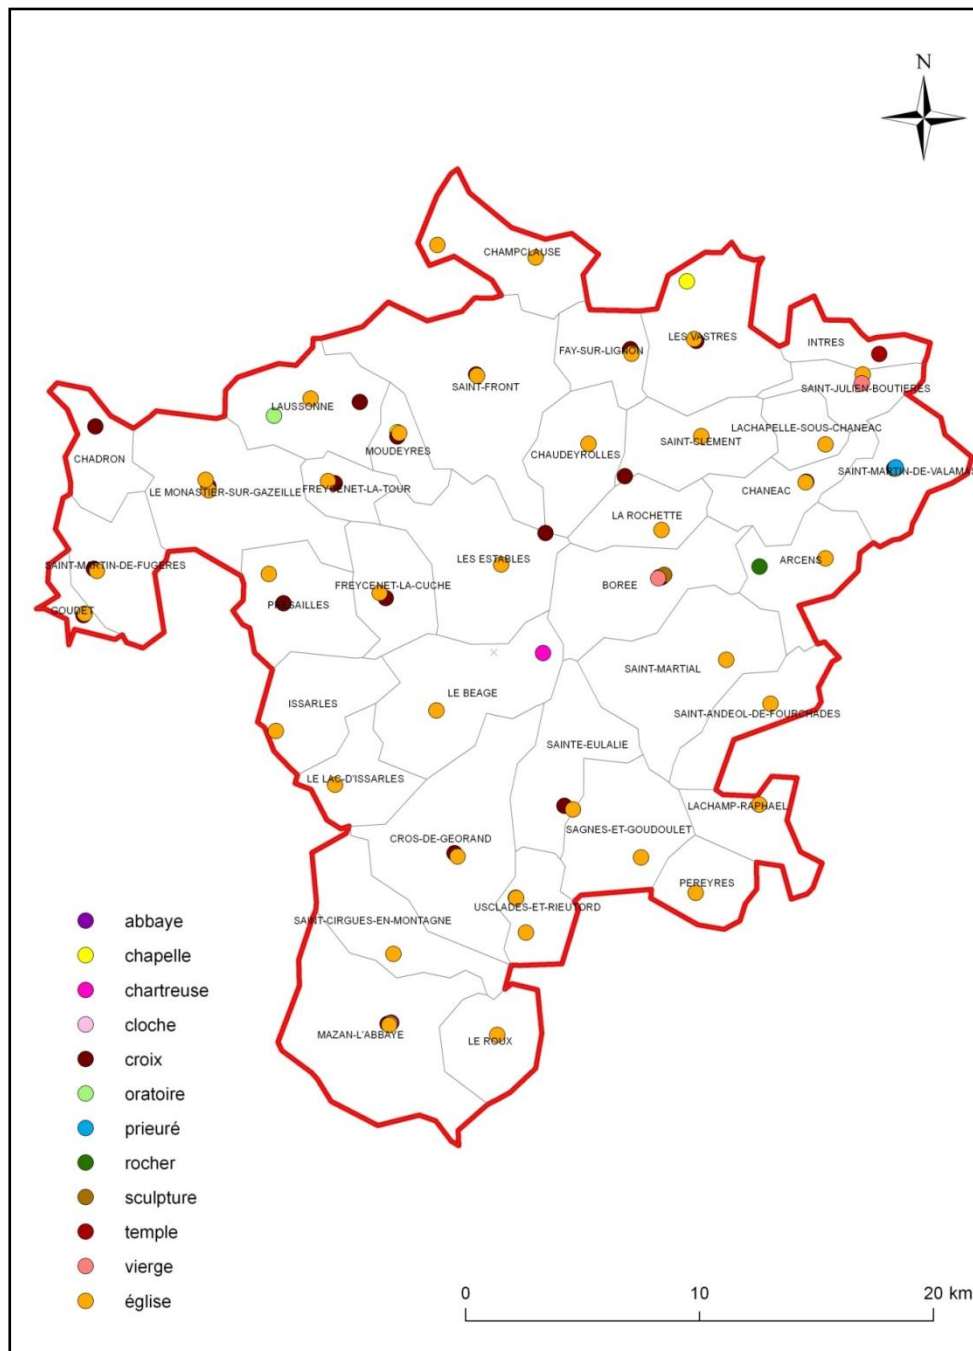 N
CHAMPCLAUSE
LES VASTRES
INTRES
FAY-SUR-LIGNON
SAINT-FRONT
SAINT-JULIEN-BOUTIERES
LAUSSONNE
LACHAPELLE-SOUS-CHANEAC
SAINT-CLEMENT
MOUDEYRES
CHAUDEYROLLES
CHADRON
SAINT-MARTIN-DE-VALAMAS
LE MONASTIER-SUR-GAZEILLE
FREYCENET-LA-TOUR
CHANEAC
LA ROCHETTE
LES ESTABLES
ARCENS
SAINT-MARTIN-DE-FUGERES
FREYCENET-LA-CUCHE
BOREE
PRESAILLES
GOUDET
SAINT-MARTIAL
LE BEAGE
ISSARLES
SAINT-ANDEOL-DE-FOURCHADES
SAINTE-EULALIE
LE LAC-D'ISSARLES
LACHAMP-RAPHAEL
SAGNES-ET-GOUDOULET
CROS-DE-GEORAND
PEREYRES
USCLADES-ET-RIEUTORD
SAINT-CIRGUES-EN-MONTAGNE
MAZAN-L'ABBAYE
LE ROUX
abbaye
chapelle
chartreuse
cloche
croix
oratoire
prieuré
rocher
sculpture
temple
vierge
église
0 10 20 km